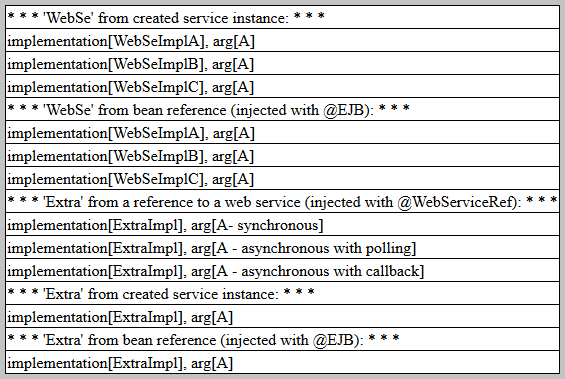 * * * 'WebSe' from created service instance: * * *
implementation[WebSeImplA], arg[A]
implementation[WebSeImplB], arg[A]
implementation[WebSeImplC], arg[A]
* * * 'WebSe' from bean reference (injected with @EJB): * * *
implementation[WebSeImplA], arg[A]
implementation[WebSeImplB], arg[A]
implementation[WebSeImplC], arg[A]
* * * 'Extra' from a reference to a web service (injected with @WebServiceRef): * * *
implementation[ExtraImpl], arg[A- synchronous]
implementation[ExtraImpl], arg[A - asynchronous with polling]
implementation[ExtraImpl], arg[A - asynchronous with callback]
* * * 'Extra' from created service instance: * * *
implementation[ExtraImpl], arg[A]
* * * 'Extra' from bean reference (injected with @EJB): * * *
implementation[ExtraImpl], arg[A]